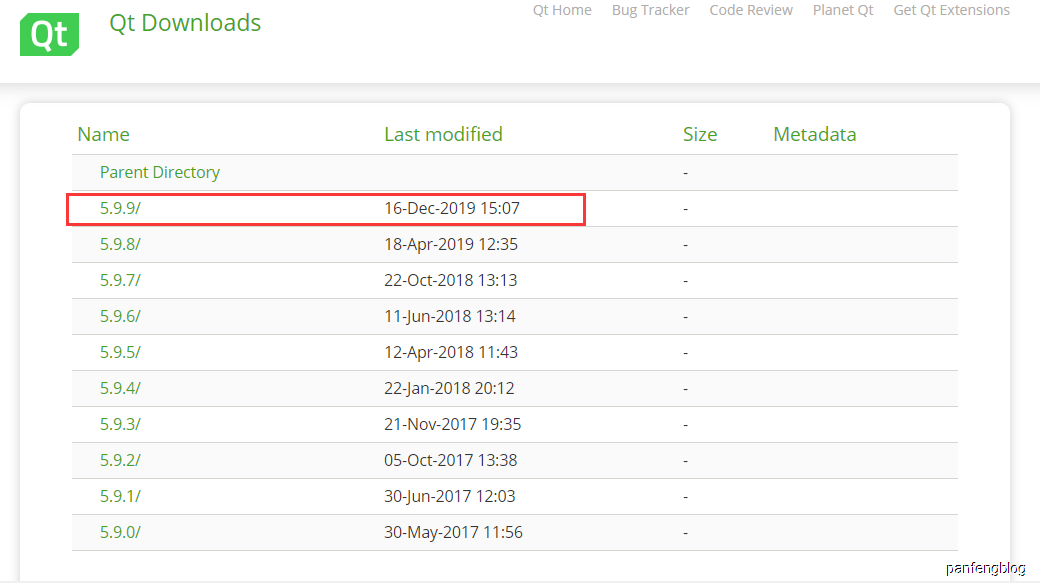 Qt Qt Downloads Qt Home Bug Tracker Code Review Planet Qt Get Qt Extensions
Name Last modified Size Metadata
Parent Directory -
5.9.9/ 16-Dec-2019 15:07 -
5.9.8/ 18-Apr-2019 12:35 -
5.9.7/ 22-Oct-2018 13:13 -
5.9.6/ 11-Jun-2018 13:14 -
5.9.5/ 12-Apr-2018 11:43 -
5.9.4/ 22-Jan-2018 20:12 -
5.9.3/ 21-Nov-2017 19:35 -
5.9.2/ 05-Oct-2017 13:38 -
5.9.1/ 30-Jun-2017 12:03 -
5.9.0/ 30-May-2017 11:56 -
panfengblog